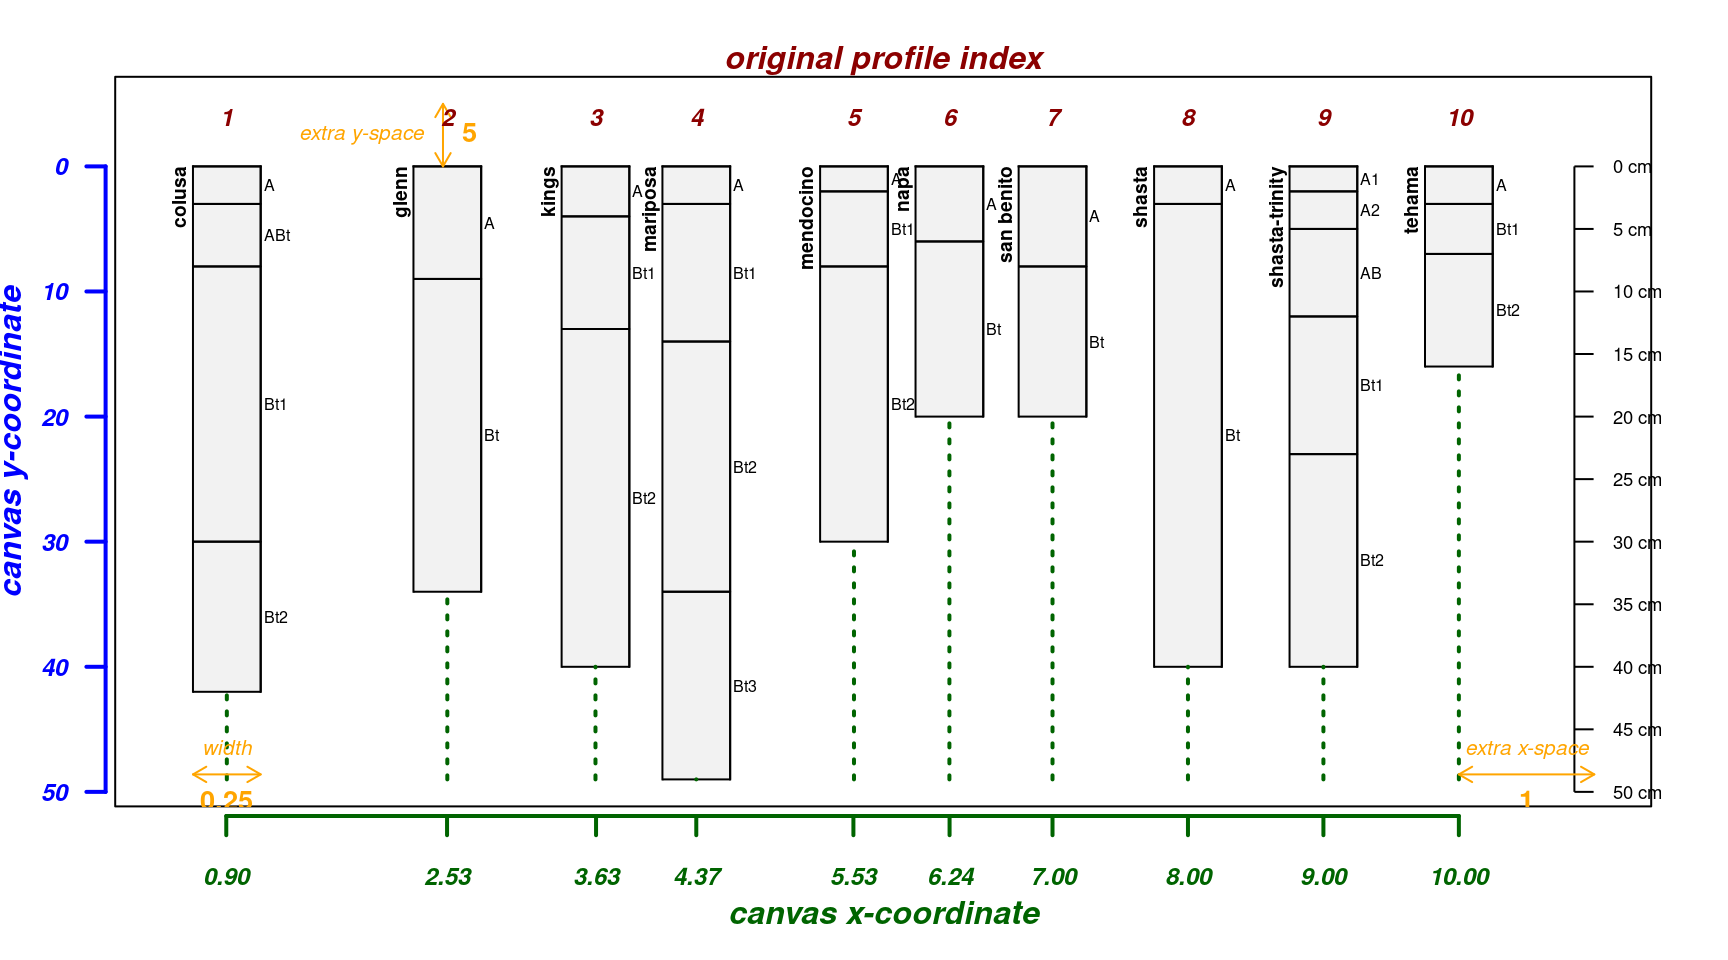 original profile index
1 2 3 4 5 6 7 8 9 10
extra y-space 5
canvas y-coordinate
0
10
20
30
40
50
colusa
A
ABt
Bt1
Bt2
glenn
A
Bt
kings
A
Bt1
Bt2
mariposa
A
Bt1
Bt2
Bt3
mendocino
A
Bt1
Bt2
napa
A
Bt
san benito
A
Bt
shasta
A
Bt
shasta-trinity
A1
A2
AB
Bt1
Bt2
tehama
A
Bt1
Bt2
0 cm
5 cm
10 cm
15 cm
20 cm
25 cm
30 cm
35 cm
40 cm
45 cm
50 cm
width
0.25
extra x-space
1
0.90 2.53 3.63 4.37 5.53 6.24 7.00 8.00 9.00 10.00
canvas x-coordinate